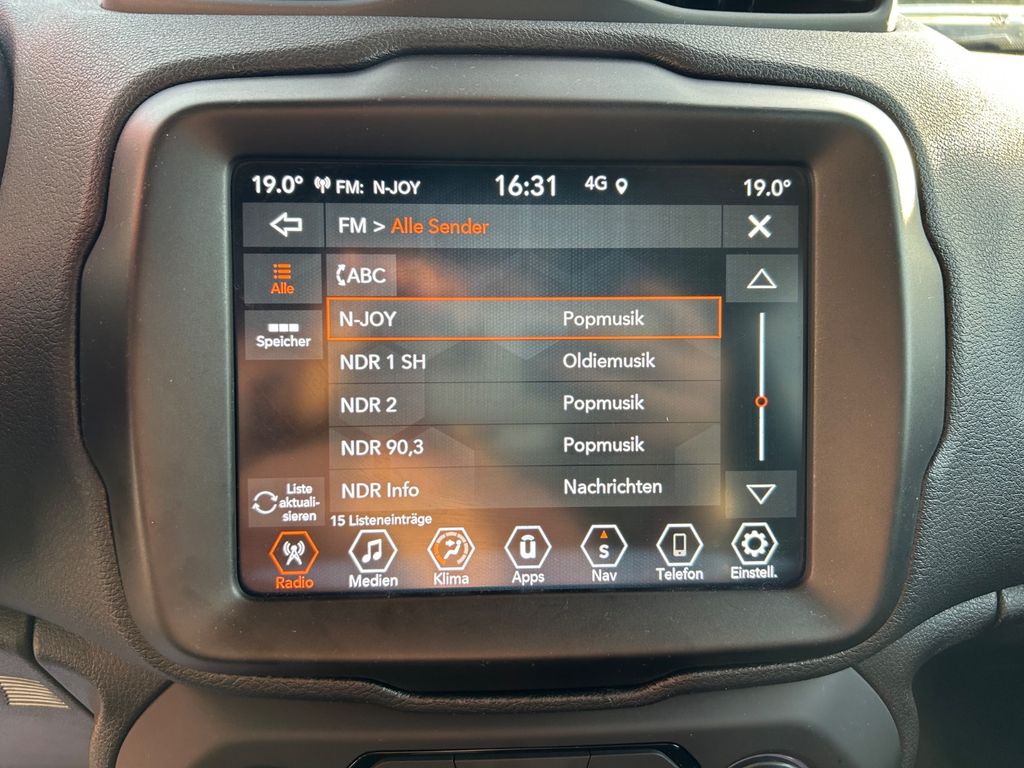 19.0° FM: N-JOY 16:31 4G 19.0°
FM > Alle Sender
Alle
ABC
Speicher
N-JOY Popmusik
NDR 1 SH Oldiemusik
NDR 2 Popmusik
NDR 90,3 Popmusik
NDR Info Nachrichten
Liste
aktuali-
sieren
15 Listeneinträge
Radio Medien Klima Apps Nav Telefon Einstell.